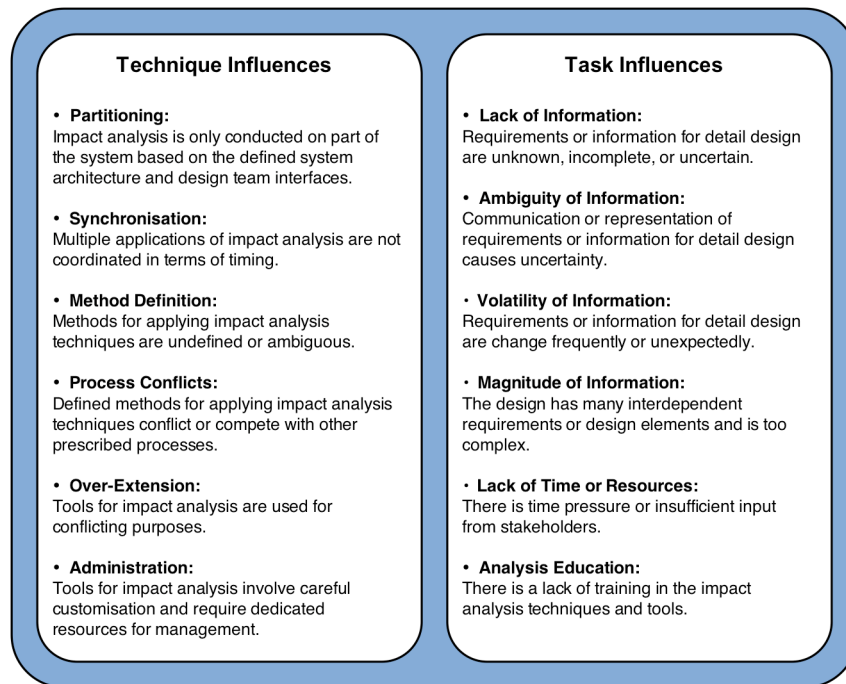 Technique Influences
• Partitioning:
Impact analysis is only conducted on part of
the system based on the defined system
architecture and design team interfaces.
• Synchronisation:
Multiple applications of impact analysis are not
coordinated in terms of timing.
• Method Definition:
Methods for applying impact analysis
techniques are undefined or ambiguous.
• Process Conflicts:
Defined methods for applying impact analysis
techniques conflict or compete with other
prescribed processes.
• Over-Extension:
Tools for impact analysis are used for
conflicting purposes.
• Administration:
Tools for impact analysis involve careful
customisation and require dedicated
resources for management.
Task Influences
• Lack of Information:
Requirements or information for detail design
are unknown, incomplete, or uncertain.
• Ambiguity of Information:
Communication or representation of
requirements or information for detail design
causes uncertainty.
• Volatility of Information:
Requirements or information for detail design
are change frequently or unexpectedly.
• Magnitude of Information:
The design has many interdependent
requirements or design elements and is too
complex.
• Lack of Time or Resources:
There is time pressure or insufficient input
from stakeholders.
• Analysis Education:
There is a lack of training in the impact
analysis techniques and tools.